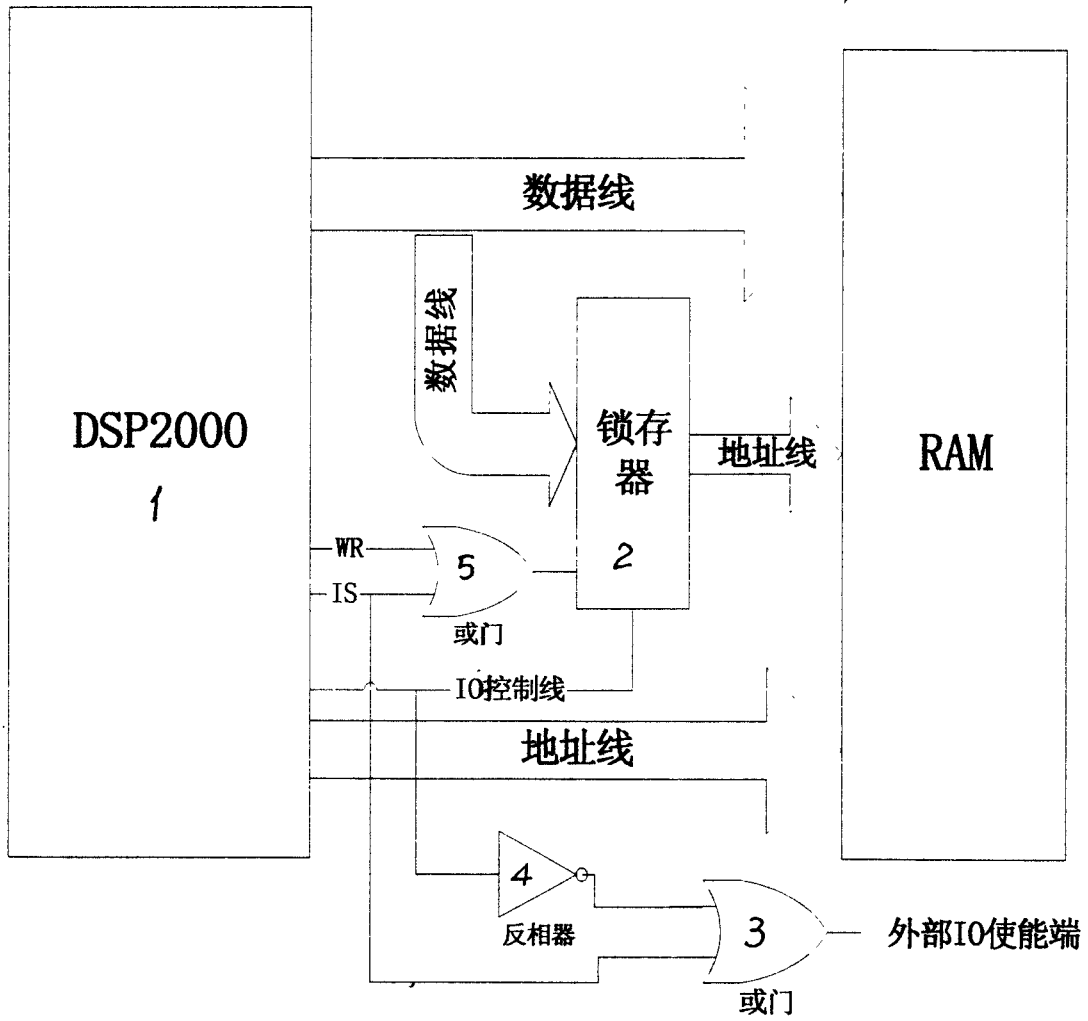 数据线
数据线
DSP2000
1
锁存
器
2
地址线
RAM
WR
5
IS
或门
IO控制线
地址线
4
反相器
3
外部IO使能端
或门